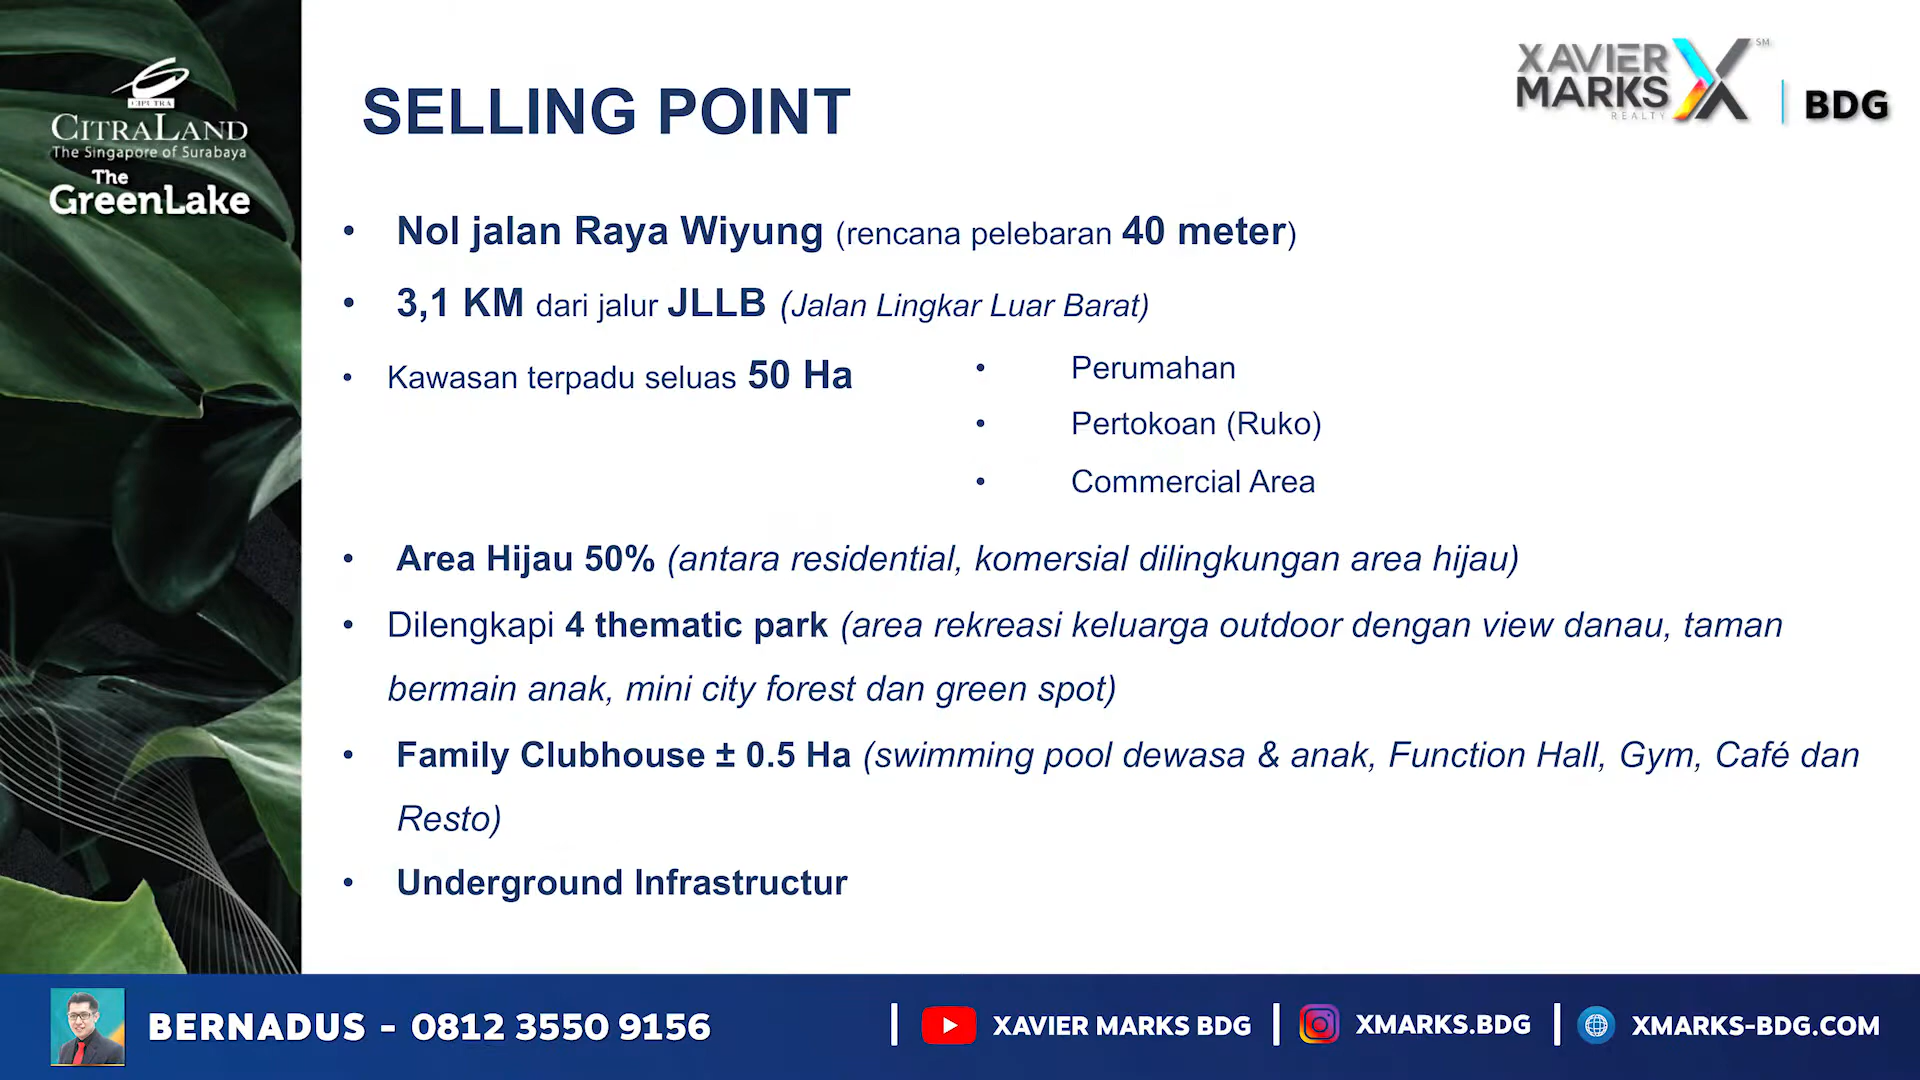 CIPUTRA
CITRALAND
The Singapore of Surabaya
The
GreenLake
XAVIER
MARKS
REALTY
SM
BDG
SELLING POINT
• Nol jalan Raya Wiyung (rencana pelebaran 40 meter)
• 3,1 KM dari jalur JLLB (Jalan Lingkar Luar Barat)
• Kawasan terpadu seluas 50 Ha
• Perumahan
• Pertokoan (Ruko)
• Commercial Area
• Area Hijau 50% (antara residential, komersial dilingkungan area hijau)
• Dilengkapi 4 thematic park (area rekreasi keluarga outdoor dengan view danau, taman
bermain anak, mini city forest dan green spot)
• Family Clubhouse ± 0.5 Ha (swimming pool dewasa & anak, Function Hall, Gym, Café dan
Resto)
• Underground Infrastructur
BERNADUS - 0812 3550 9156
XAVIER MARKS BDG
XMARKS.BDG
XMARKS-BDG.COM